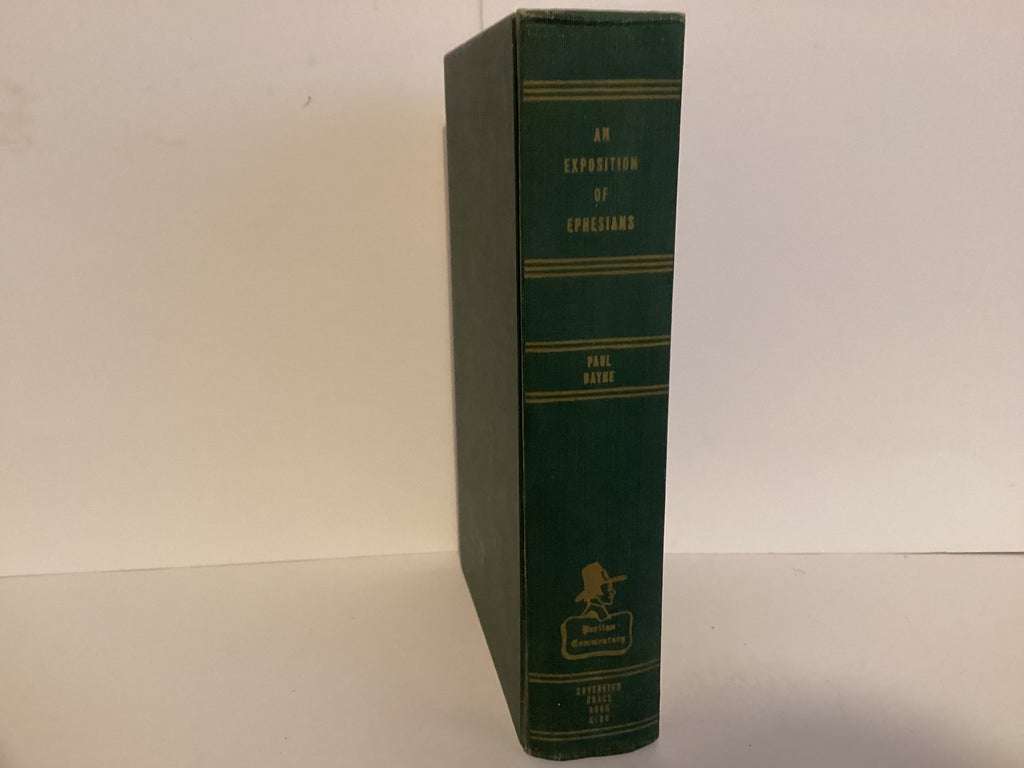 AN
EXPOSITION
OF
EPHESIANS
PAUL
BAYNE
Puritan
Commentary
SOVEREIGN
GRACE
BOOK
CLUB